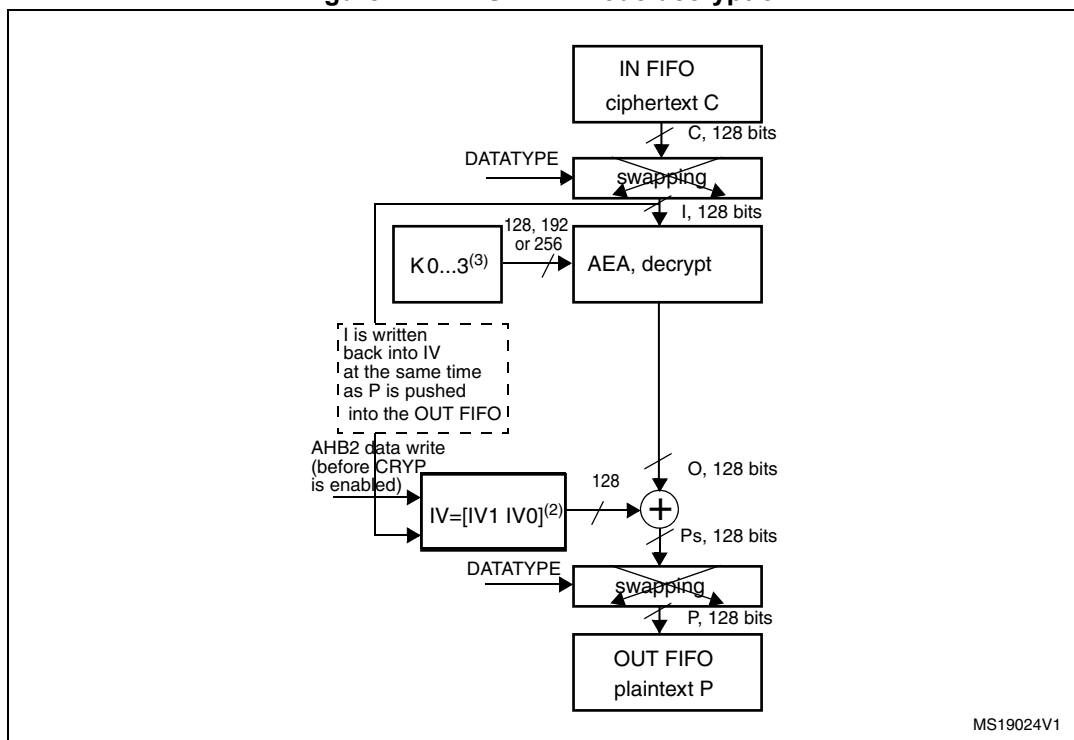 IN FIFO
ciphertext C
C, 128 bits
DATATYPE
swapping
I, 128 bits
128, 192
or 256
K 0...3(3)
AEA, decrypt
I is written
back into IV
at the same time
as P is pushed
into the OUT FIFO
AHB2 data write
(before CRYP
is enabled)
IV=[IV1 IV0](2)
128
O, 128 bits
+
Ps, 128 bits
DATATYPE
swapping
P, 128 bits
OUT FIFO
plaintext P
MS19024V1